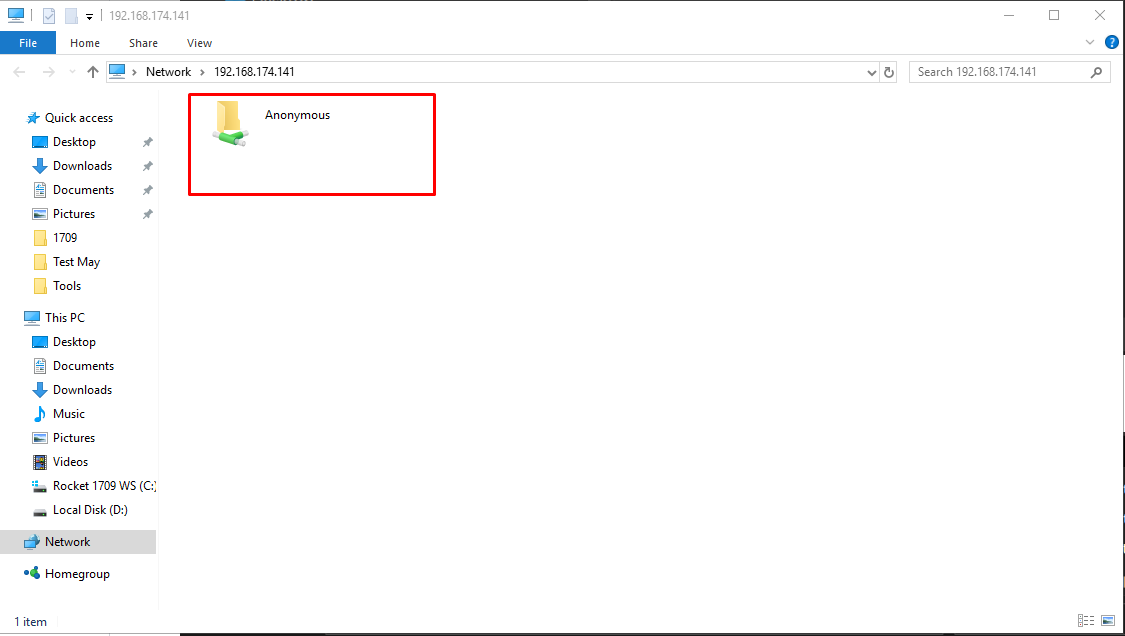 192.168.174.141
File Home Share View
Network 192.168.174.141 Search 192.168.174.141
Anonymous
Quick access
Desktop
Downloads
Documents
Pictures
1709
Test May
Tools
This PC
Desktop
Documents
Downloads
Music
Pictures
Videos
Rocket 1709 WS (C:)
Local Disk (D:)
Network
Homegroup
1 item